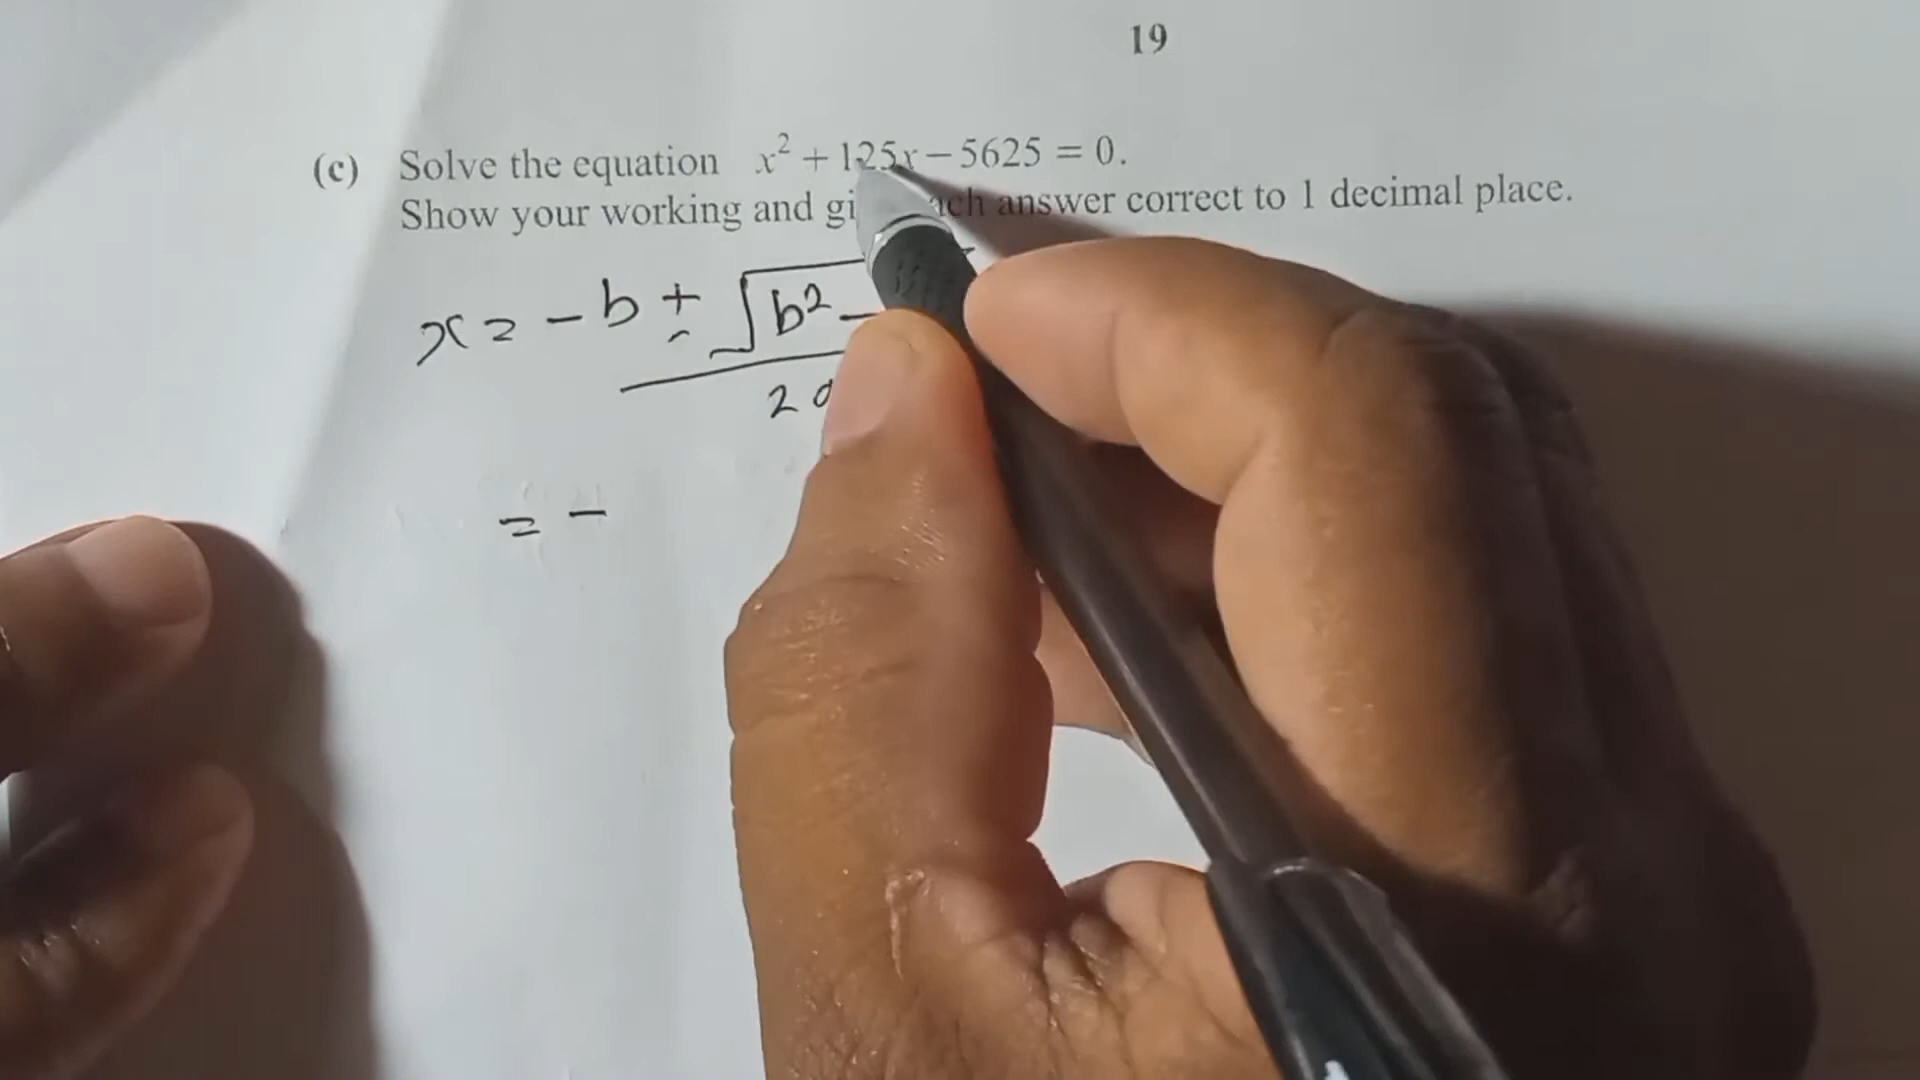 19
(c) Solve the equation x² + 125x − 5625 = 0.
Show your working and answer correct to 1 decimal place.
x = − b ± √b² −
2a
= −